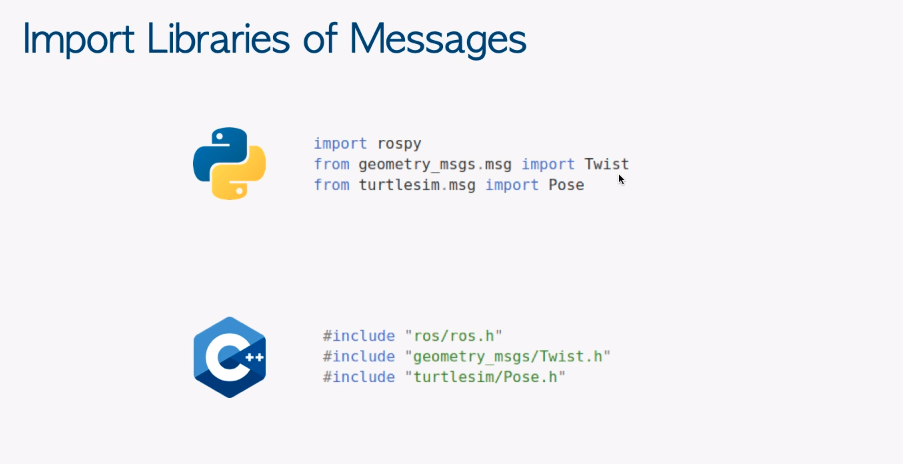 Import Libraries of Messages
import rospy
from geometry_msgs.msg import Twist
from turtlesim.msg import Pose
C++
#include "ros/ros.h"
#include "geometry_msgs/Twist.h"
#include "turtlesim/Pose.h"